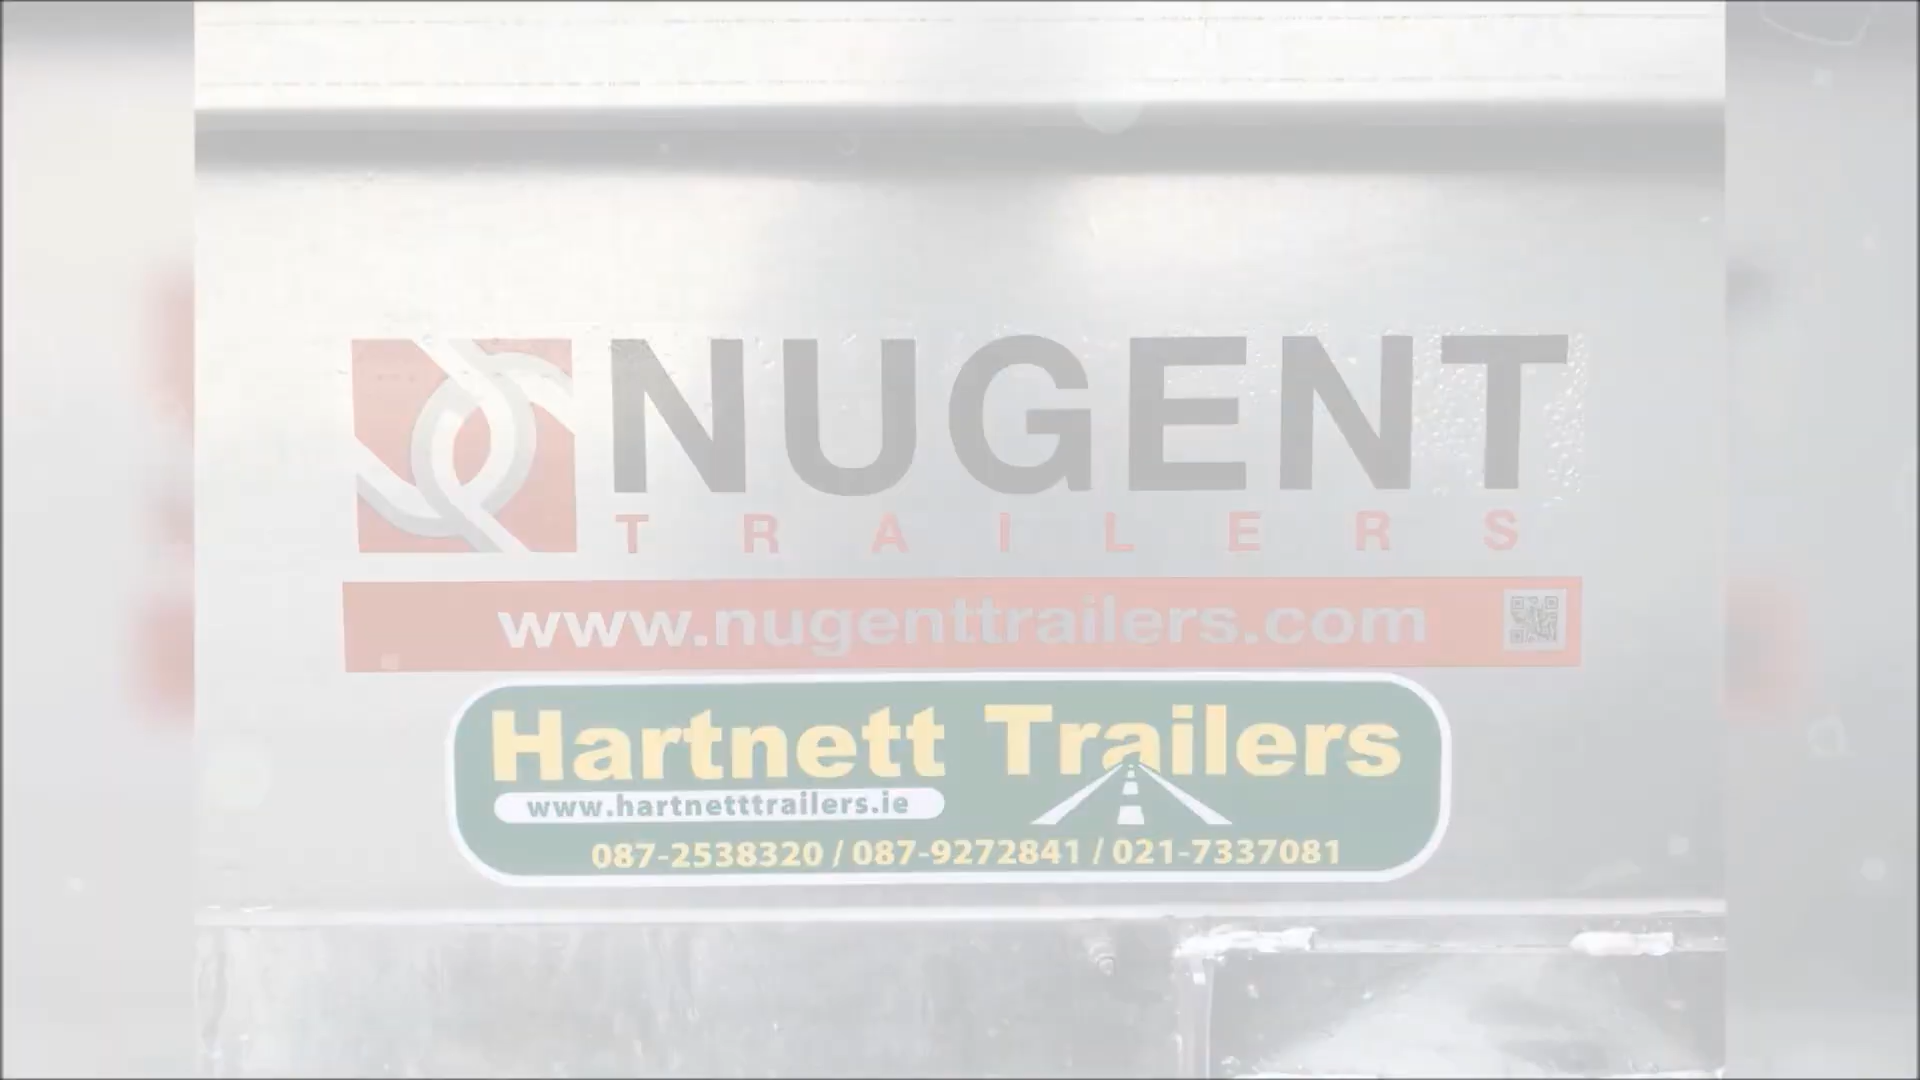 NUGENT
TRAILERS
www.nugenttrailers.com
Hartnett Trailers
www.hartnetttrailers.ie
087-2538320 / 087-9272841 / 021-7337081